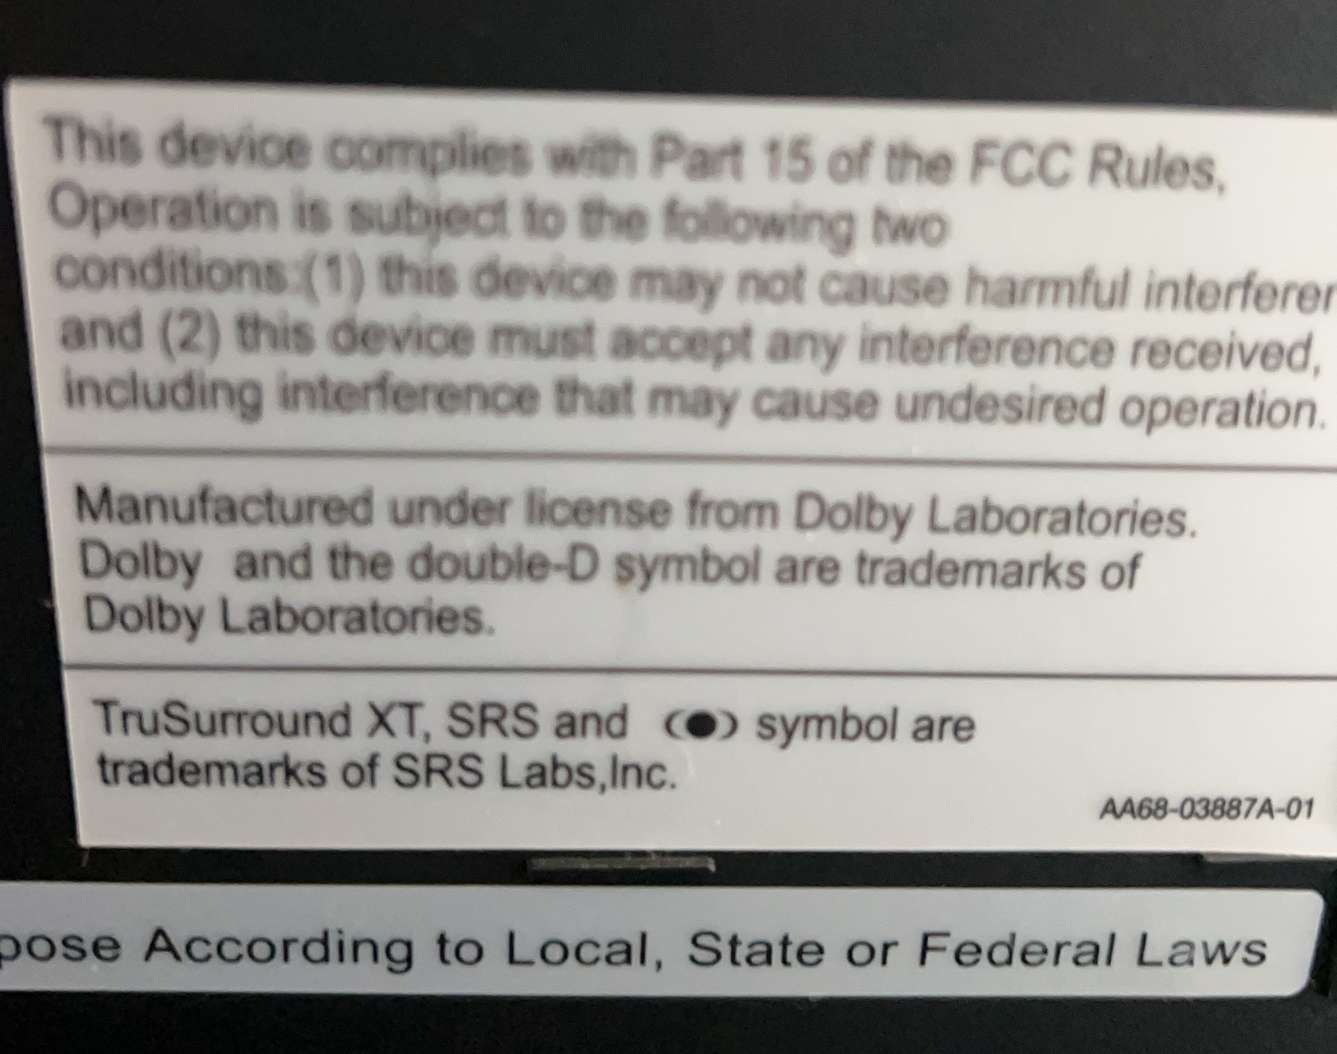 This device complies with Part 15 of the FCC Rules,
Operation is subject to the following two
conditions:(1) this device may not cause harmful interferen
and (2) this device must accept any interference received,
including interference that may cause undesired operation.
Manufactured under license from Dolby Laboratories.
Dolby and the double-D symbol are trademarks of
Dolby Laboratories.
TruSurround XT, SRS and (●) symbol are
trademarks of SRS Labs,Inc.
AA68-03887A-01
pose According to Local, State or Federal Laws